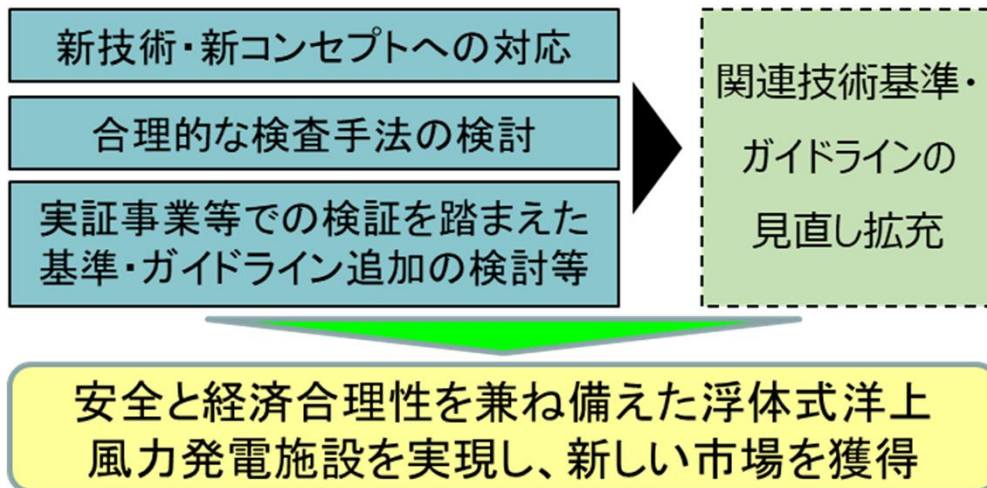 新技術・新コンセプトへの対応
合理的な検査手法の検討
実証事業等での検証を踏まえた
基準・ガイドライン追加の検討等
関連技術基準・
ガイドラインの
見直し拡充
安全と経済合理性を兼ね備えた浮体式洋上
風力発電施設を実現し、新しい市場を獲得